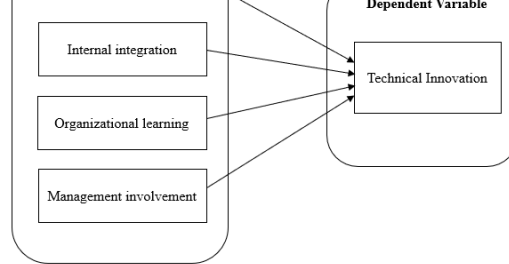 Dependent Variable
Internal integration
Technical Innovation
Organizational learning
Management involvement